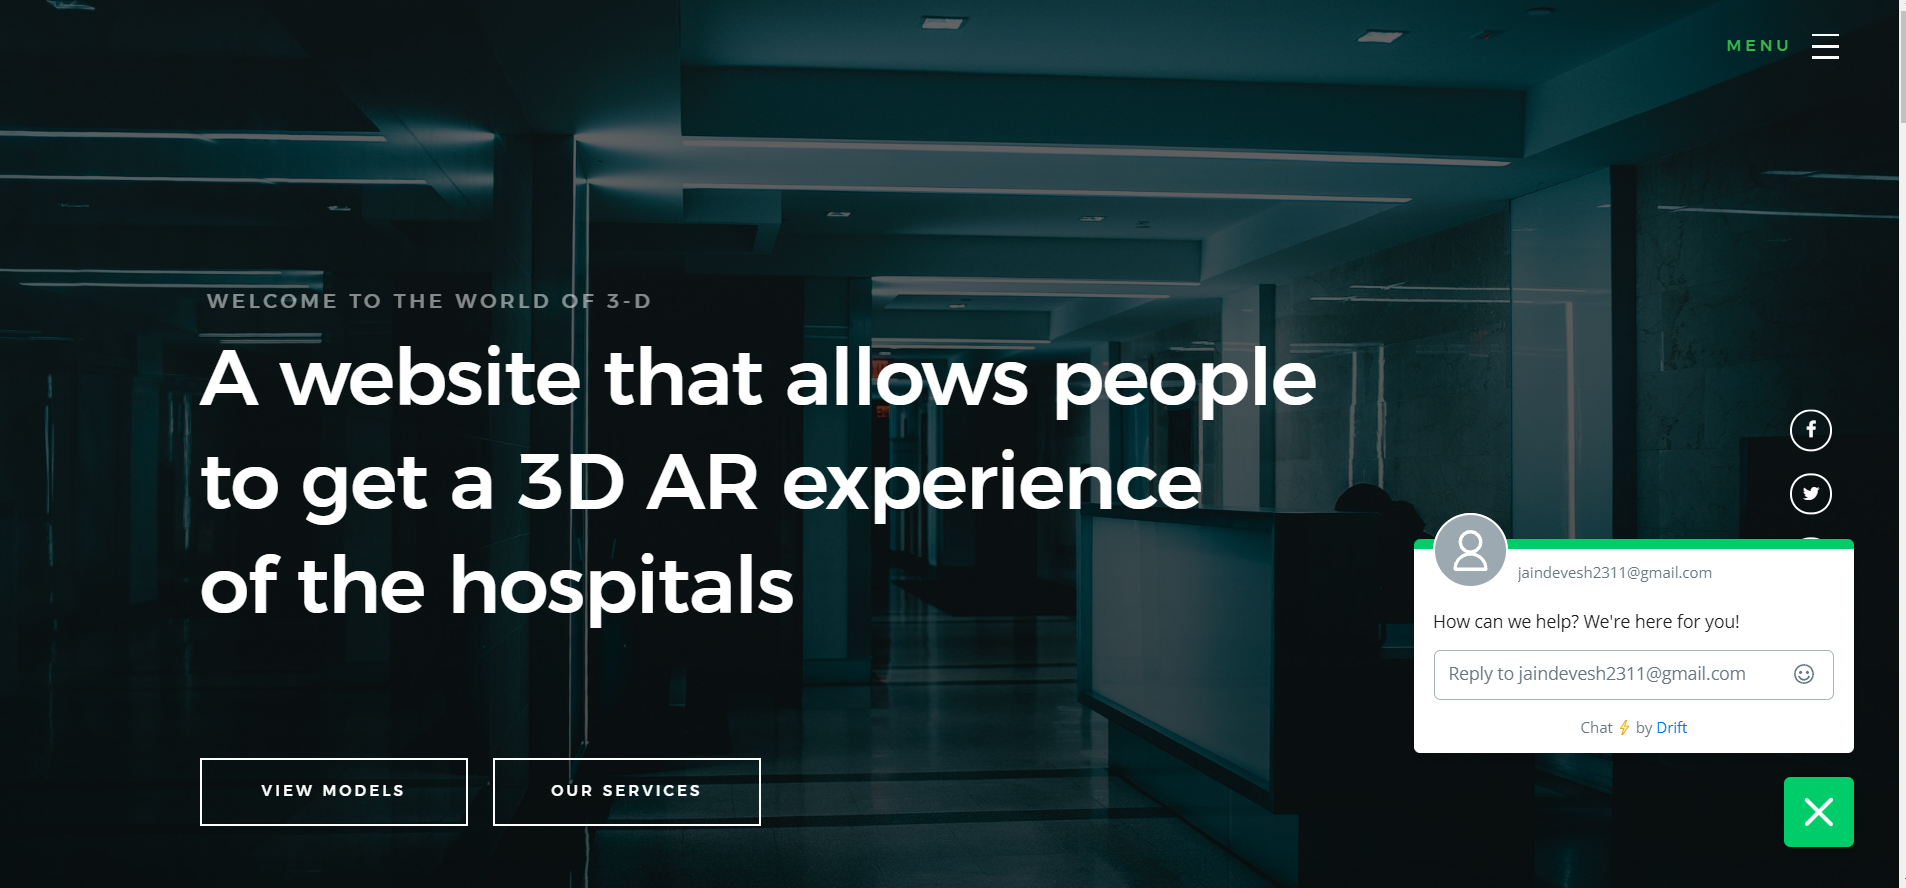 MENU
WELCOME TO THE WORLD OF 3-D
A website that allows people
to get a 3D AR experience
of the hospitals
VIEW MODELS
OUR SERVICES
jaindevesh2311@gmail.com
How can we help? We're here for you!
Reply to jaindevesh2311@gmail.com
Chat ⚡ by Drift